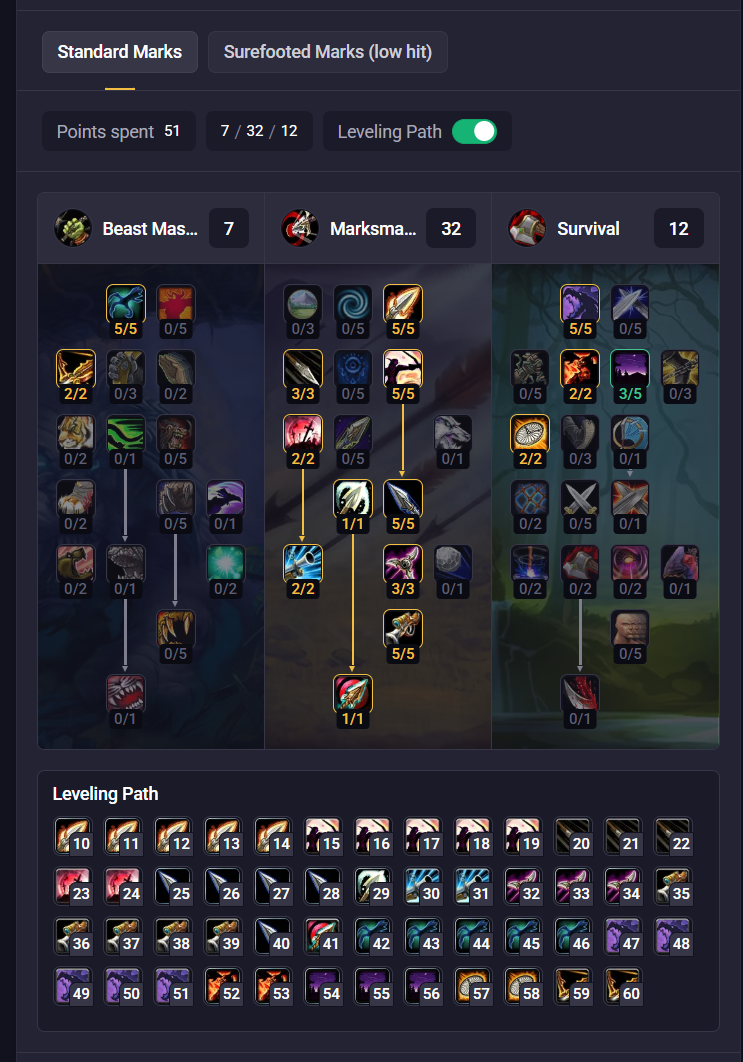 Standard Marks Surefooted Marks (low hit)
Points spent 51 7 / 32 / 12 Leveling Path
Beast Mas... 7 Marksma... 32 Survival 12
5/5 0/5 0/3 0/5 5/5 5/5 0/5
2/2 0/3 0/2 3/3 0/5 5/5 0/5 2/2 3/5 0/3
0/2 0/1 0/5 2/2 0/5 0/1 2/2 0/3 0/1
0/2 0/5 0/1 1/1 5/5 0/2 0/5 0/1
0/2 0/1 0/2 2/2 3/3 0/1 0/2 0/2 0/2 0/1
0/5 5/5 0/5
0/1 1/1 0/1
Leveling Path
10 11 12 13 14 15 16 17 18 19 20 21 22
23 24 25 26 27 28 29 30 31 32 33 34 35
36 37 38 39 40 41 42 43 44 45 46 47 48
49 50 51 52 53 54 55 56 57 58 59 60